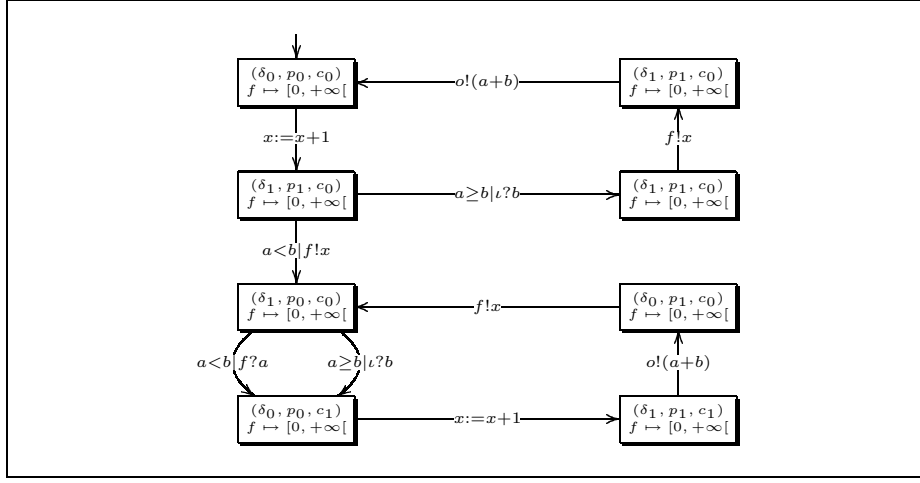 (δ₀, p₀, c₀)
f ↦ [0, +∞[
o!(a+b)
(δ₁, p₁, c₀)
f ↦ [0, +∞[
x:=x+1
f!x
(δ₁, p₁, c₀)
f ↦ [0, +∞[
a≥b|ι?b
(δ₁, p₁, c₀)
f ↦ [0, +∞[
a<b|f!x
(δ₁, p₀, c₀)
f ↦ [0, +∞[
f!x
(δ₀, p₁, c₀)
f ↦ [0, +∞[
a<b|f?a
a≥b|ι?b
o!(a+b)
(δ₀, p₀, c₁)
f ↦ [0, +∞[
x:=x+1
(δ₁, p₁, c₁)
f ↦ [0, +∞[